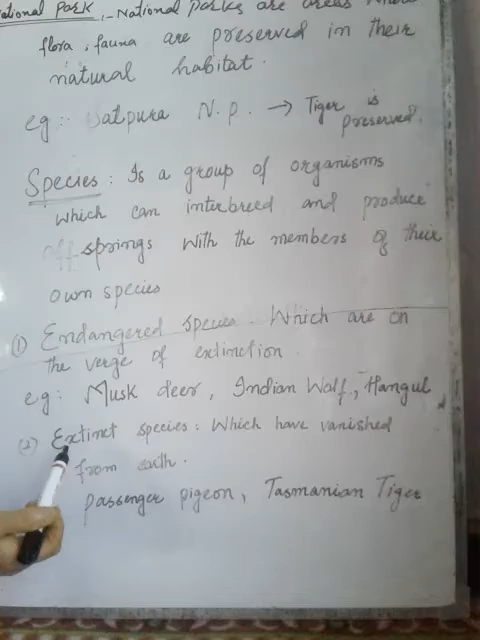 National Park :- National Parks are areas where
flora, fauna are preserved in their
natural habitat.
eg :- Satpura N.P. → Tiger is
preserved.
Species : Is a group of organisms
which can interbreed and produce
off springs with the members of their
own species
(1) Endangered species. Which are on
the verge of extinction.
eg : Musk deer, Indian Wolf, Hangul
(2) Extinct species : Which have vanished
from earth.
passenger pigeon, Tasmanian Tiger